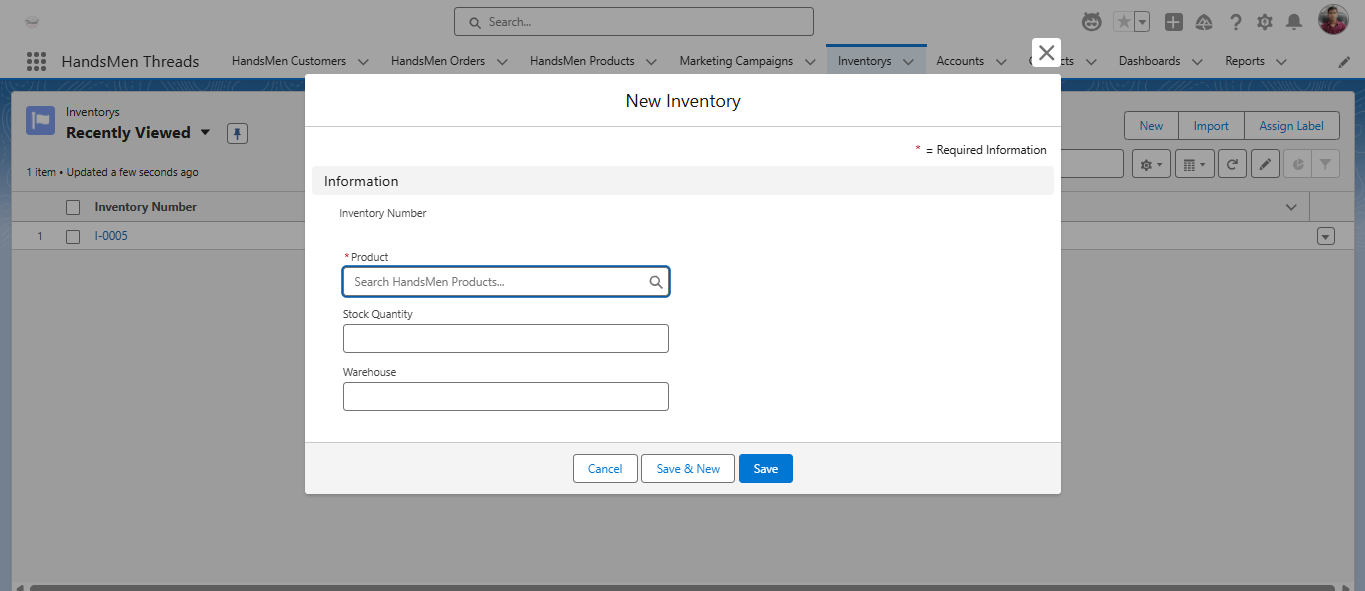 Search...
HandsMen Threads
HandsMen Customers
HandsMen Orders
HandsMen Products
Marketing Campaigns
Inventorys
Accounts
Dashboards
Reports
Inventorys
Recently Viewed
New
Import
Assign Label
1 item • Updated a few seconds ago
Inventory Number
1
I-0005
New Inventory
* = Required Information
Information
Inventory Number
*Product
Search HandsMen Products...
Stock Quantity
Warehouse
Cancel
Save & New
Save